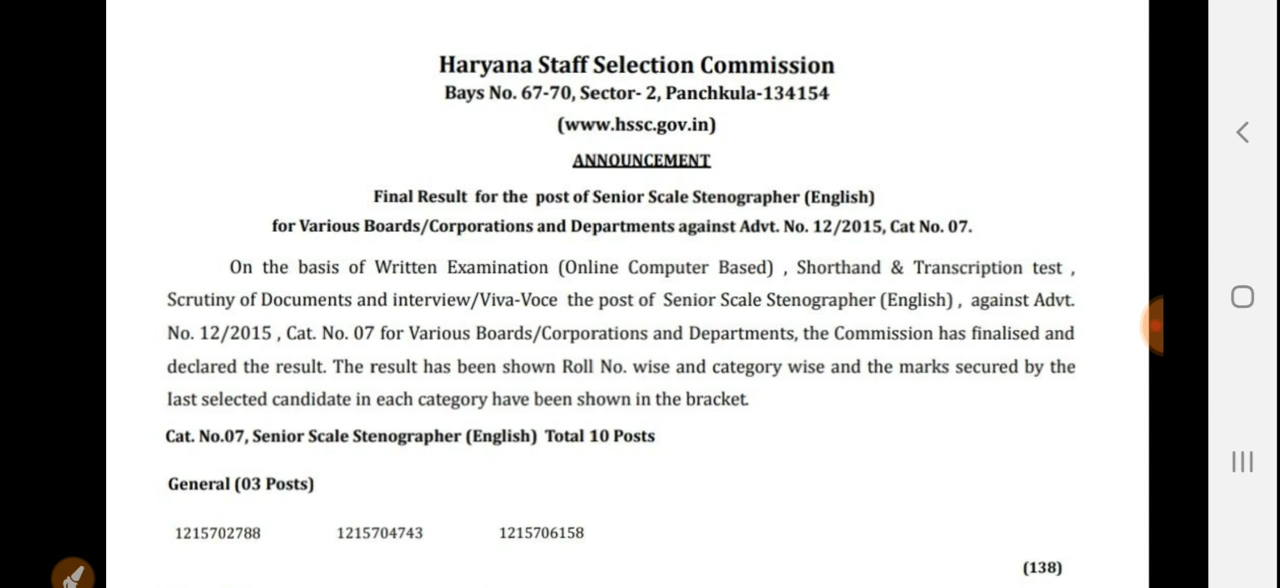 Haryana Staff Selection Commission
Bays No. 67-70, Sector- 2, Panchkula-134154
(www.hssc.gov.in)
ANNOUNCEMENT
Final Result for the post of Senior Scale Stenographer (English)
for Various Boards/Corporations and Departments against Advt. No. 12/2015, Cat No. 07.
On the basis of Written Examination (Online Computer Based) , Shorthand & Transcription test ,
Scrutiny of Documents and interview/Viva-Voce the post of Senior Scale Stenographer (English) , against Advt.
No. 12/2015 , Cat. No. 07 for Various Boards/Corporations and Departments, the Commission has finalised and
declared the result. The result has been shown Roll No. wise and category wise and the marks secured by the
last selected candidate in each category have been shown in the bracket.
Cat. No.07, Senior Scale Stenographer (English) Total 10 Posts
General (03 Posts)
1215702788 1215704743 1215706158
(138)